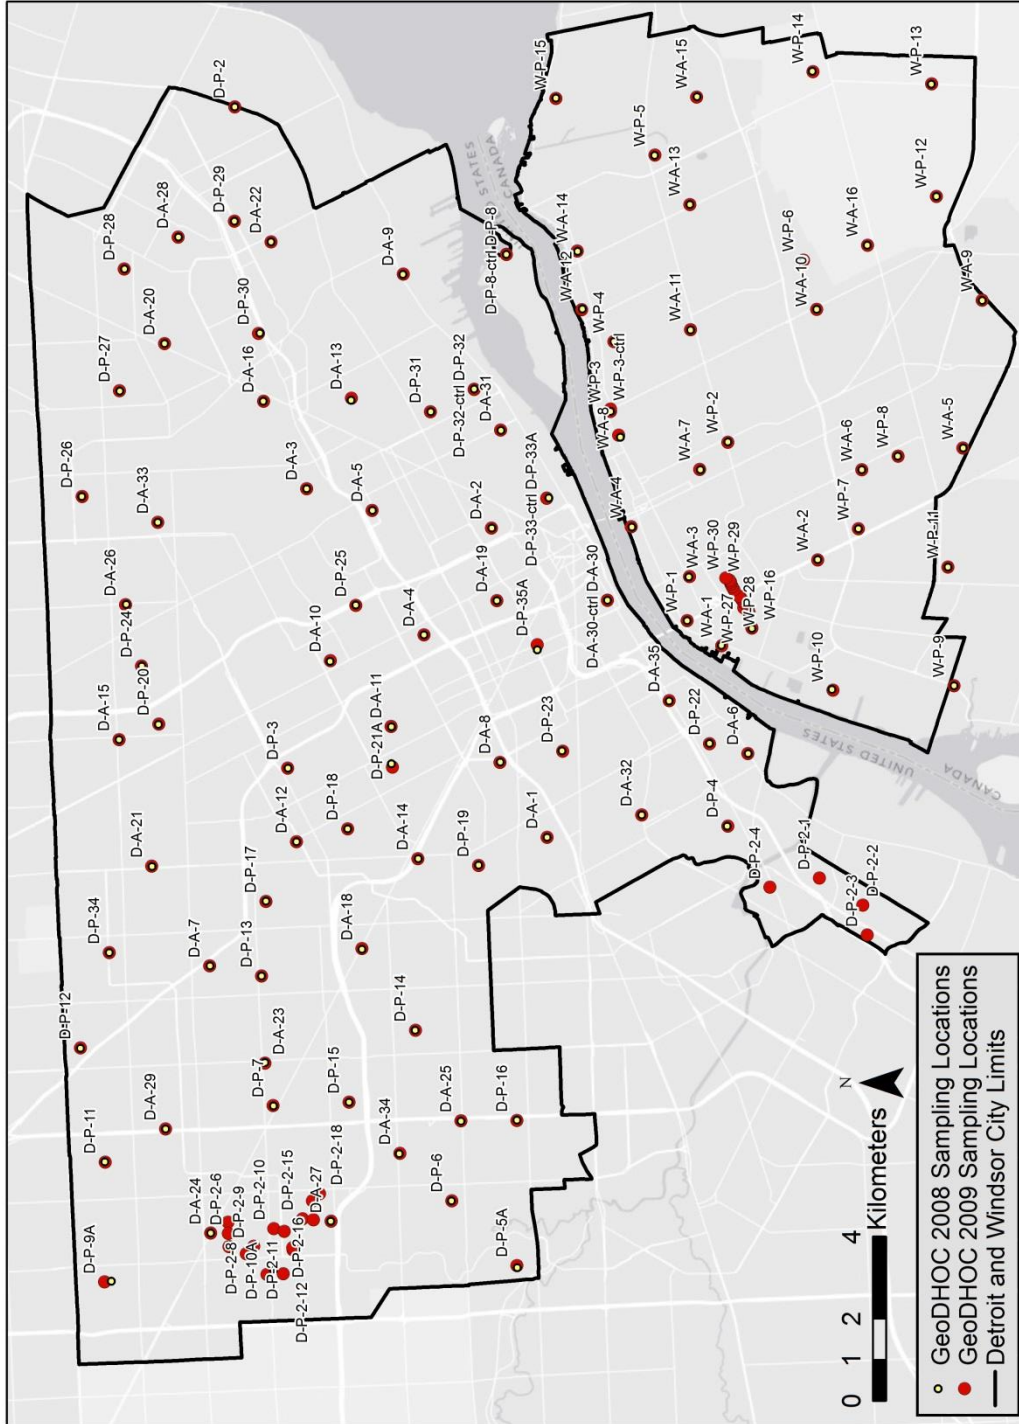 D-P-2
D-P-28
D-A-28
D-P-29
D-A-22
D-P-27
D-A-20
D-P-30
D-A-16
D-A-9
D-A-13
D-P-31
D-P-26
D-A-33
D-A-3
D-A-5
D-P-32-ctrl D-P-32
D-A-31
D-P-8-ctrl D-P-8
D-A-26
D-P-24
D-P-25
D-A-10
D-A-4
D-A-2
D-A-19
D-P-33-ctrl D-P-33A
D-P-35A
D-A-30-ctrl D-A-30
D-A-15
D-P-20
D-P-3
D-A-11
D-P-21A
D-A-8
D-P-23
D-A-35
D-P-22
D-A-6
D-A-21
D-A-12
D-P-18
D-A-14
D-P-19
D-A-1
D-A-32
D-P-4
D-P-34
D-P-17
D-A-7
D-P-13
D-A-18
D-P-2-4
D-P-2-1
D-P-2-2
D-P-2-3
D-P-12
D-A-23
D-P-7
D-P-15
D-P-14
D-P-11
D-A-29
D-A-34
D-A-25
D-P-16
D-P-6
D-P-5A
D-P-9A
D-A-24
D-P-2-6
D-P-2-9
D-P-2-10
D-P-2-15
D-A-27
D-P-2-18
D-P-2-8
D-P-10A
D-P-2-11
D-P-2-16
D-P-2-12
W-P-15
W-P-5
W-A-15
W-P-14
W-P-13
W-A-13
W-P-12
W-A-14
W-A-12
W-P-4
W-A-11
W-P-6
W-A-10
W-A-16
W-A-9
W-P-3
W-P-3-ctrl
W-A-8
W-A-7
W-P-2
W-A-6
W-P-8
W-A-5
W-A-4
W-P-7
W-A-2
W-P-11
W-A-3
W-P-30
W-P-29
W-P-1
W-A-1
W-P-27
W-P-28
W-P-16
W-P-10
W-P-9
STATES
CANADA
UNITED STATES
CANADA
N
0 1 2 4
Kilometers
GeoDHOC 2008 Sampling Locations
GeoDHOC 2009 Sampling Locations
Detroit and Windsor City Limits